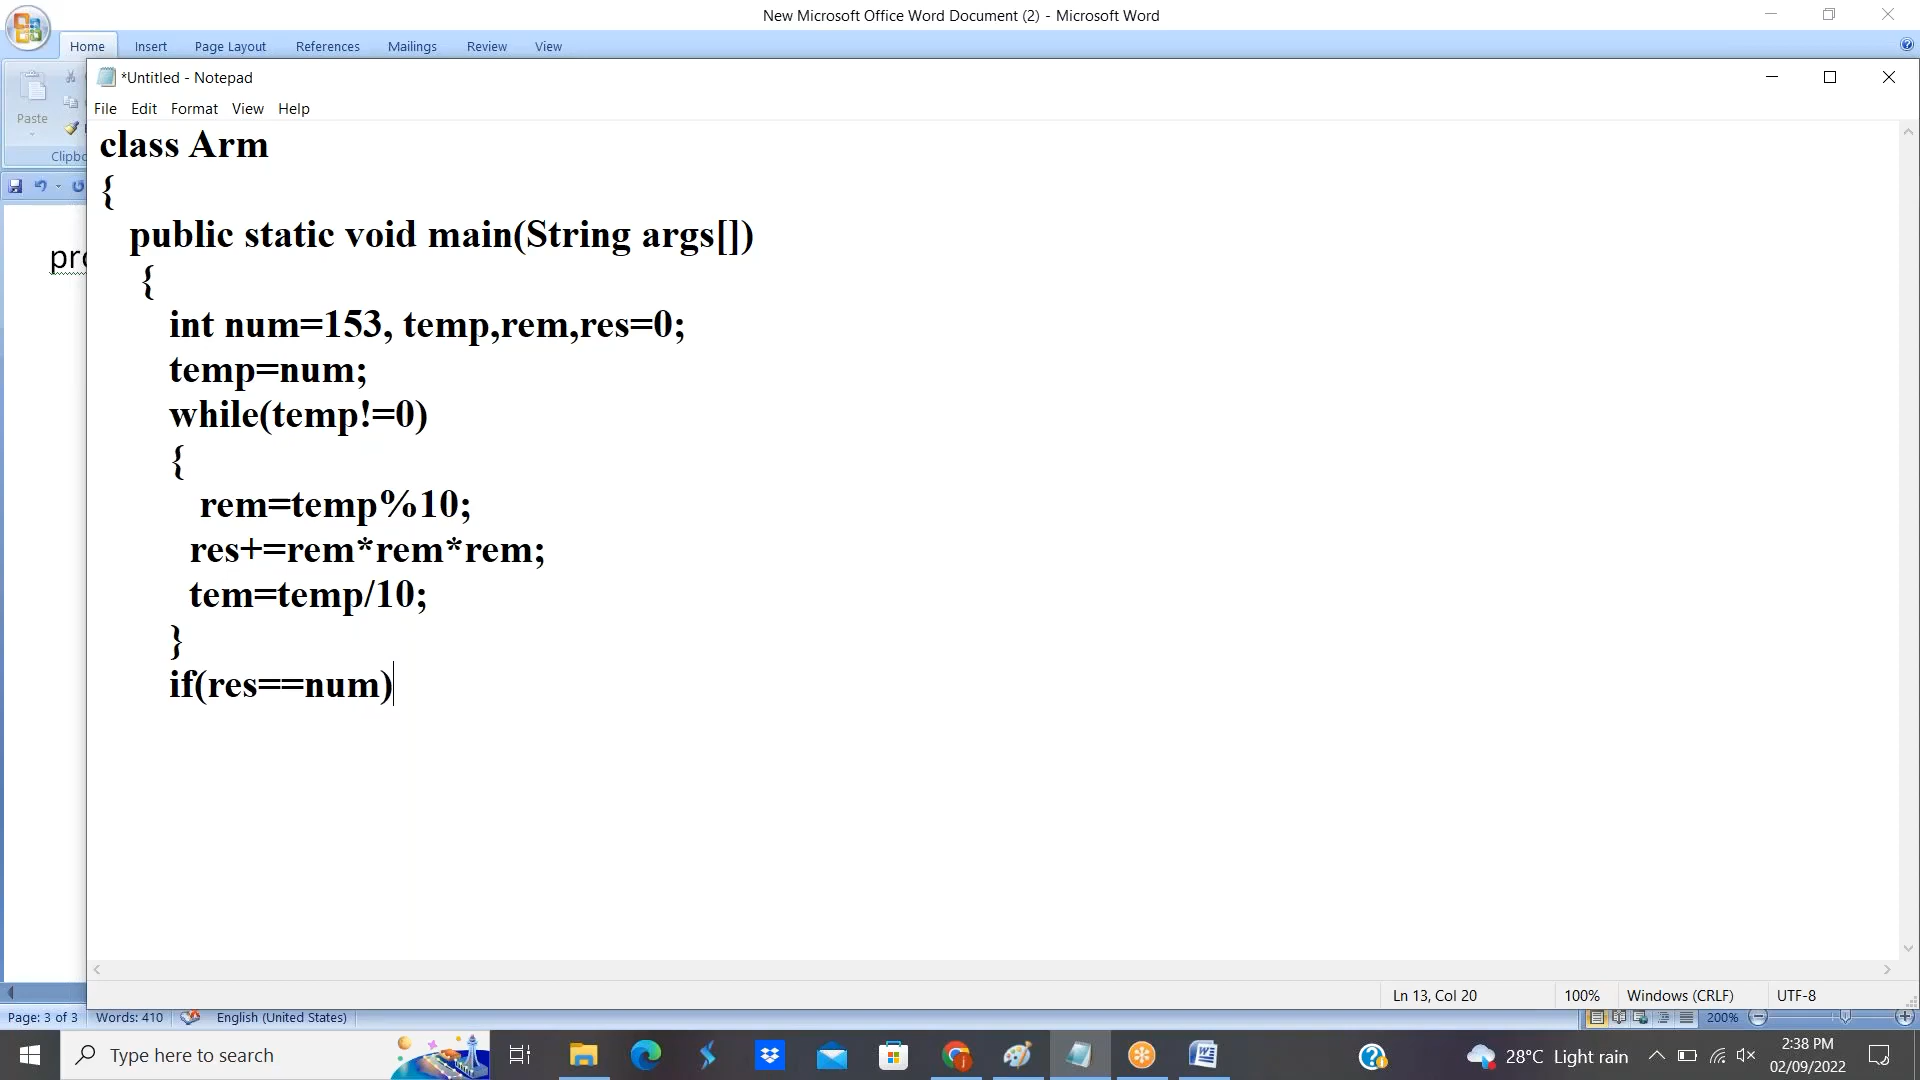 New Microsoft Office Word Document (2) - Microsoft Word
Home Insert Page Layout References Mailings Review View
*Untitled - Notepad
File Edit Format View Help
Paste
Clipbo
class Arm
{
public static void main(String args[])
{
int num=153, temp,rem,res=0;
temp=num;
while(temp!=0)
{
rem=temp%10;
res+=rem*rem*rem;
tem=temp/10;
}
if(res==num)
pro
Ln 13, Col 20 100% Windows (CRLF) UTF-8
Page: 3 of 3 Words: 410 English (United States) 200%
Type here to search 28°C Light rain 2:38 PM
02/09/2022